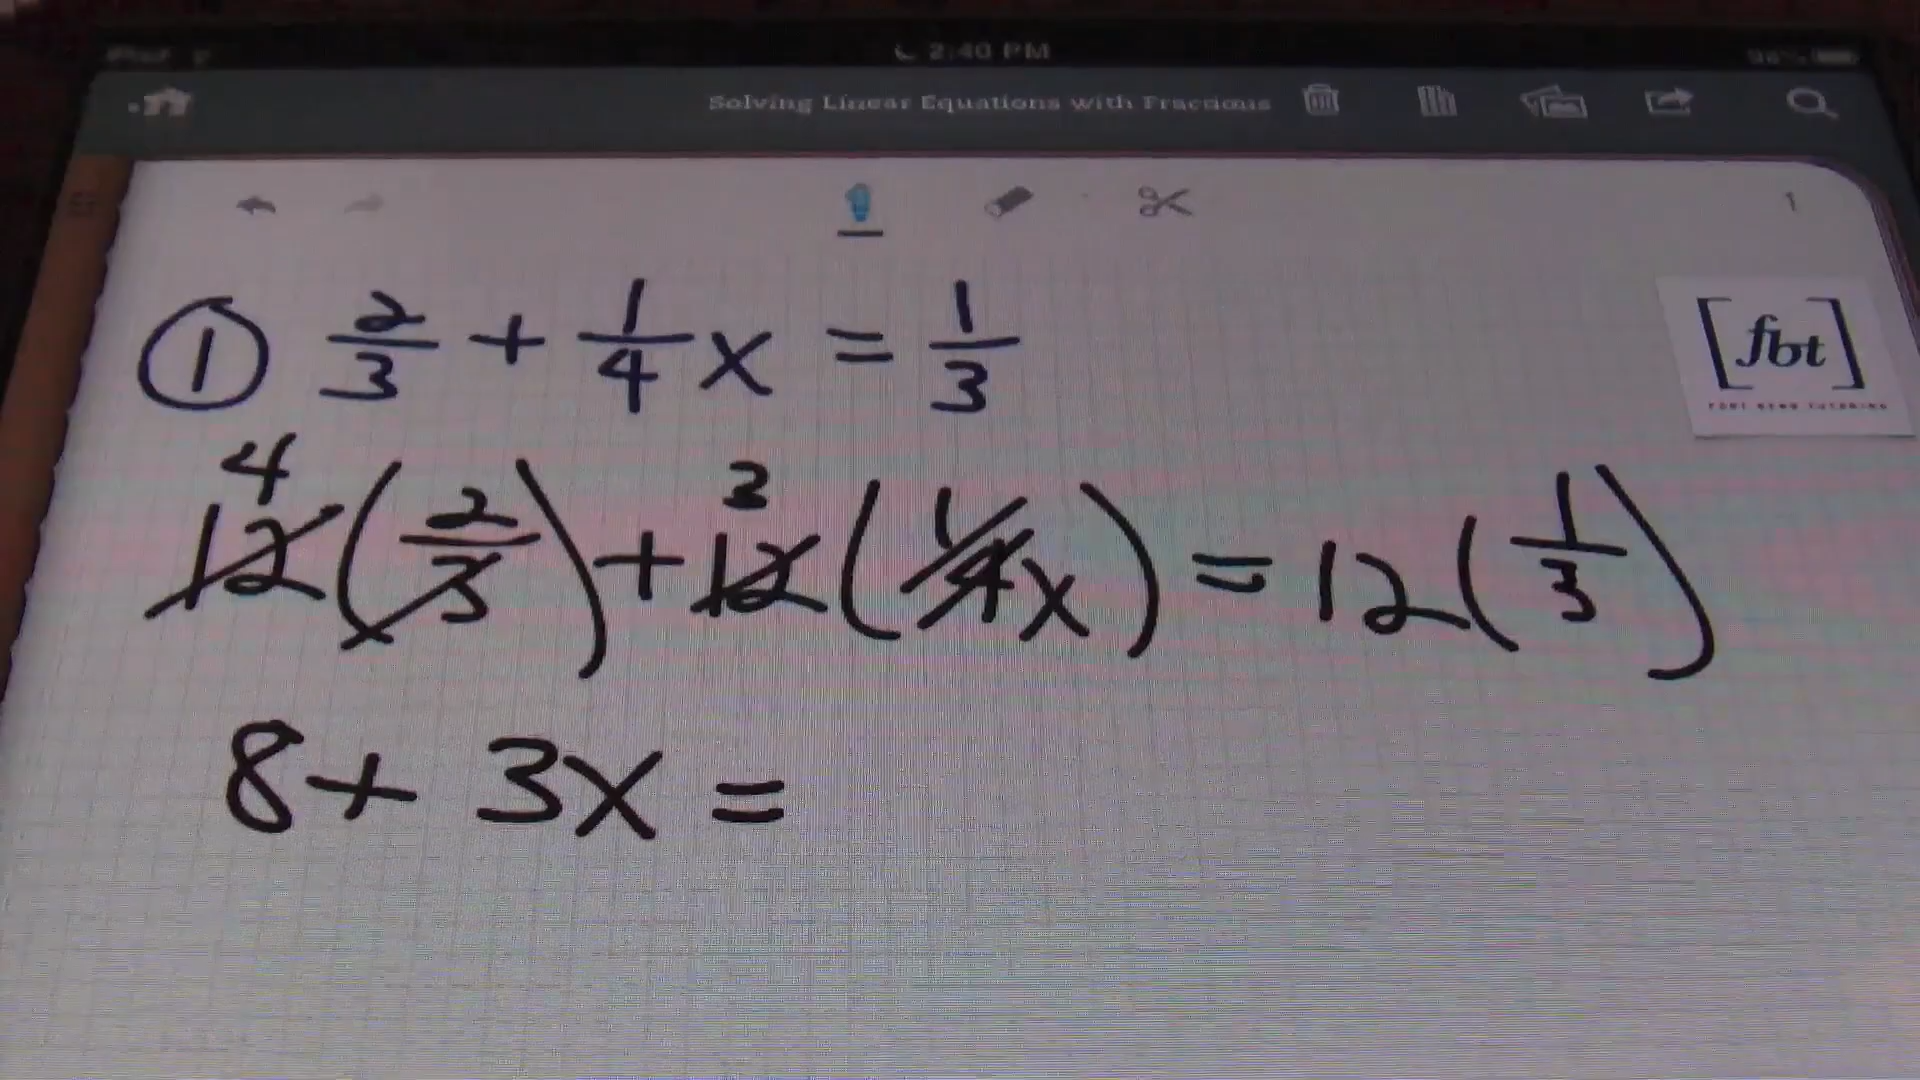 2:40 PM
Solving Linear Equations with Fractions
1
[fbt]
① 2/3 + 1/4 x = 1/3
4 3
12(2/3) + 12(1/4 x) = 12(1/3)
8 + 3x =